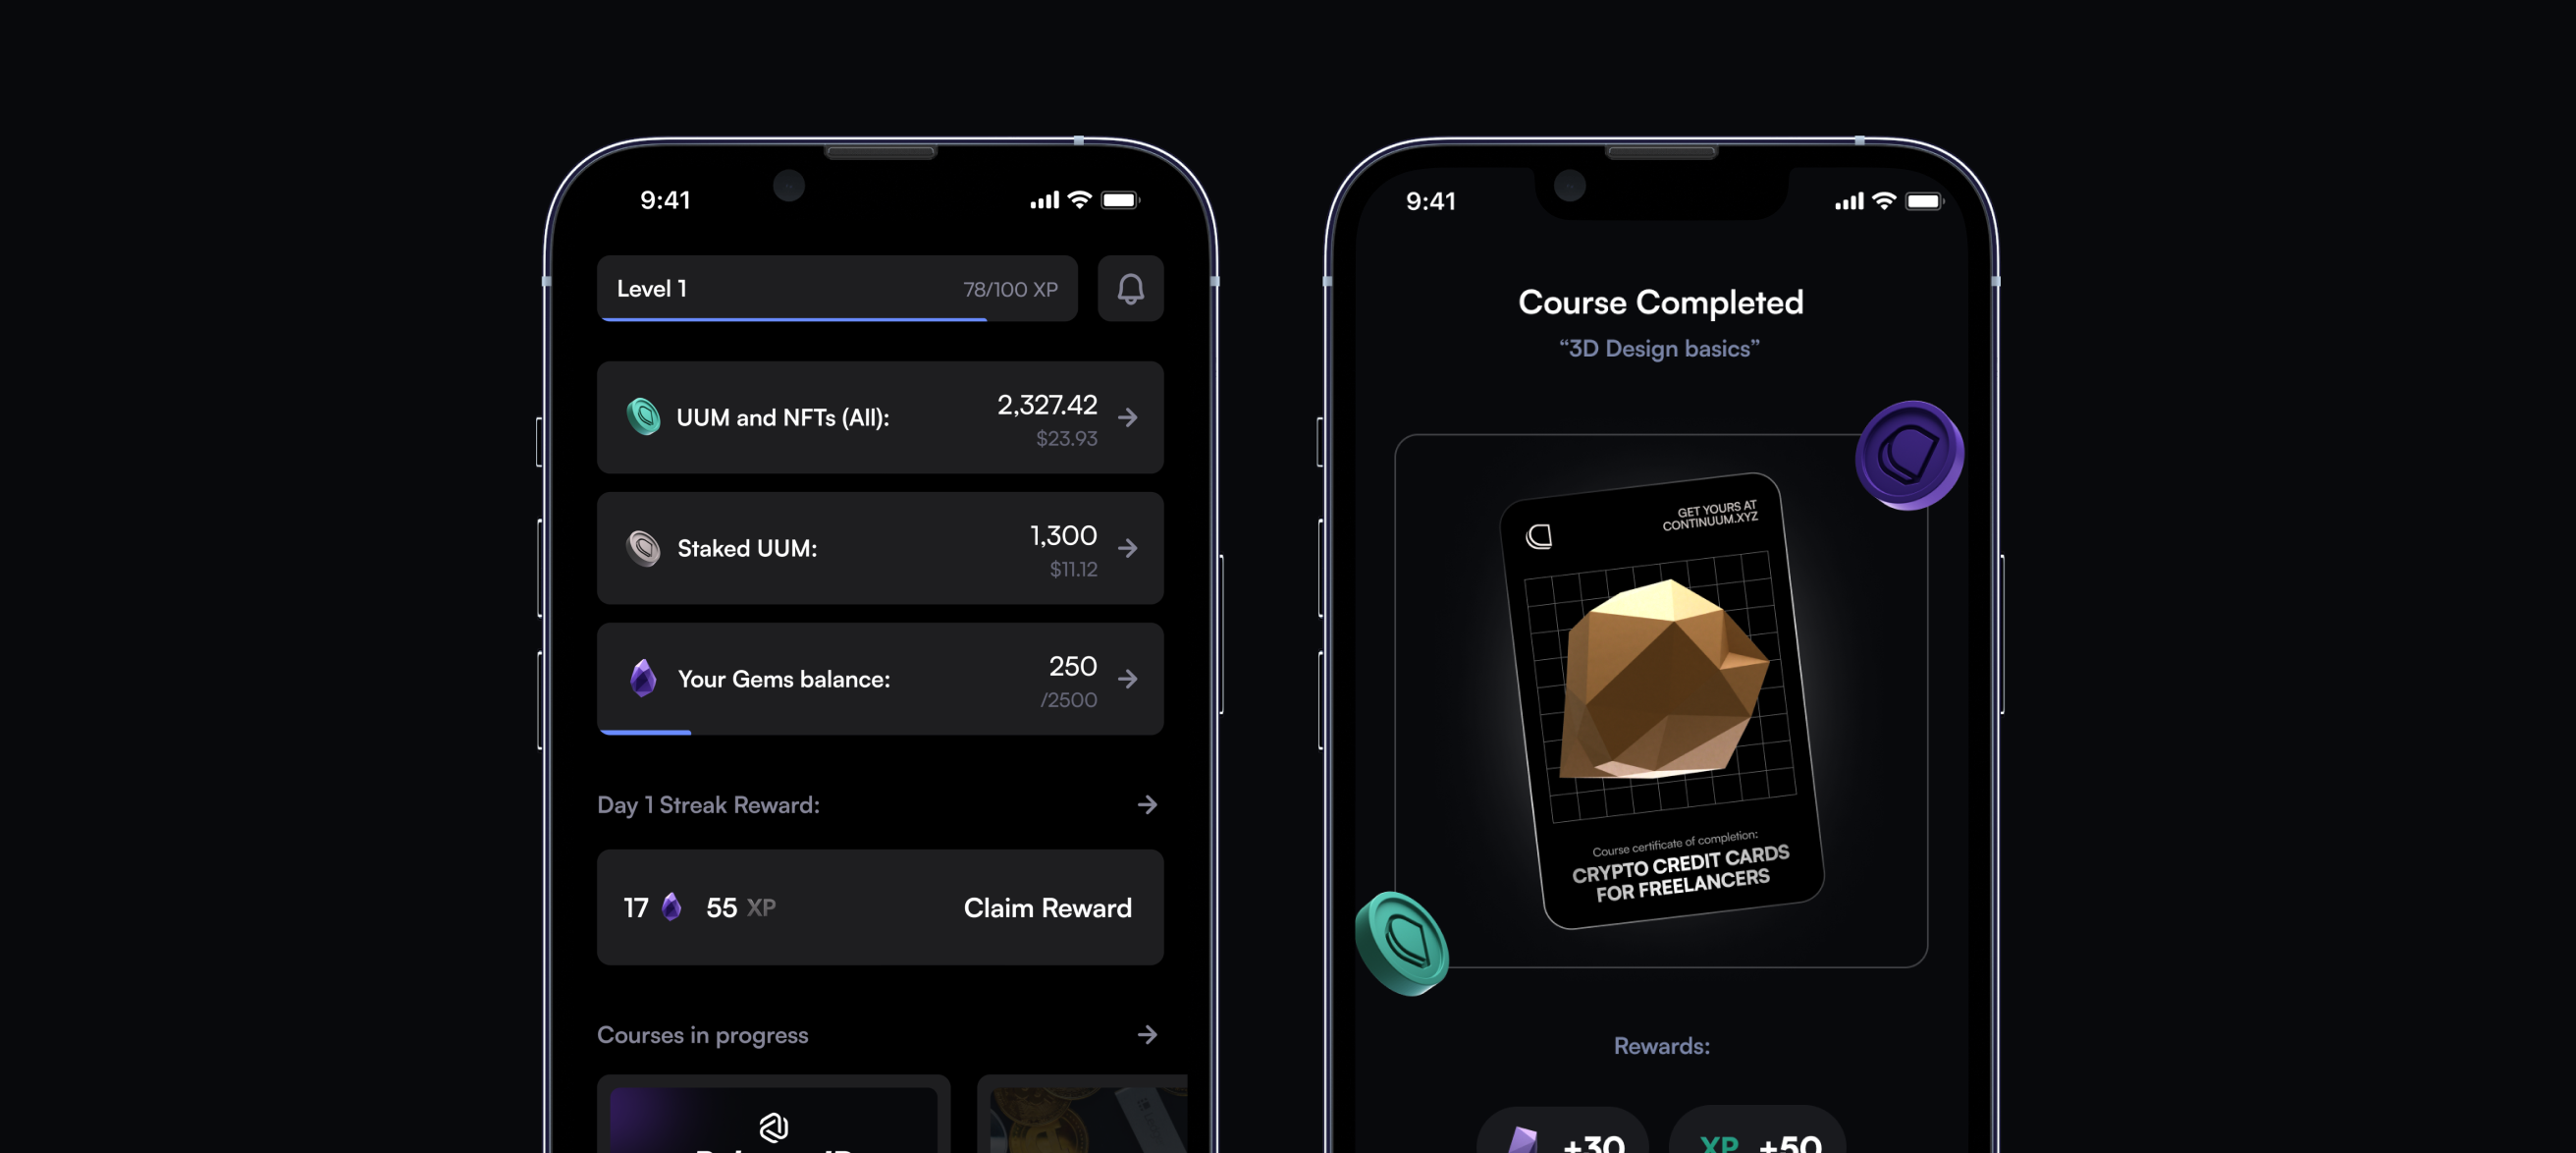 9:41
Level 1
78/100 XP
UUM and NFTs (All):
2,327.42
$23.93
Staked UUM:
1,300
$11.12
Your Gems balance:
250
/2500
Day 1 Streak Reward:
17
55 XP
Claim Reward
Courses in progress
9:41
Course Completed
“3D Design basics”
GET YOURS AT
CONTINUUM.XYZ
Course certificate of completion:
CRYPTO CREDIT CARDS
FOR FREELANCERS
Rewards:
+30
XP +50